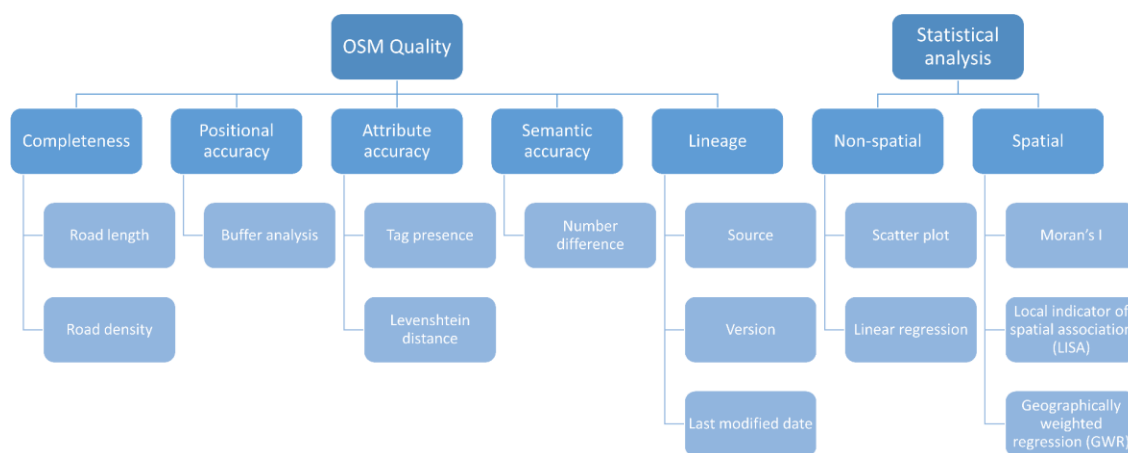 OSM Quality
Statistical
analysis
Completeness
Positional
accuracy
Attribute
accuracy
Semantic
accuracy
Lineage
Non-spatial
Spatial
Road length
Buffer analysis
Tag presence
Number
difference
Source
Scatter plot
Moran's I
Road density
Levenshtein
distance
Version
Linear regression
Local indicator of
spatial association
(LISA)
Last modified date
Geographically
weighted
regression (GWR)